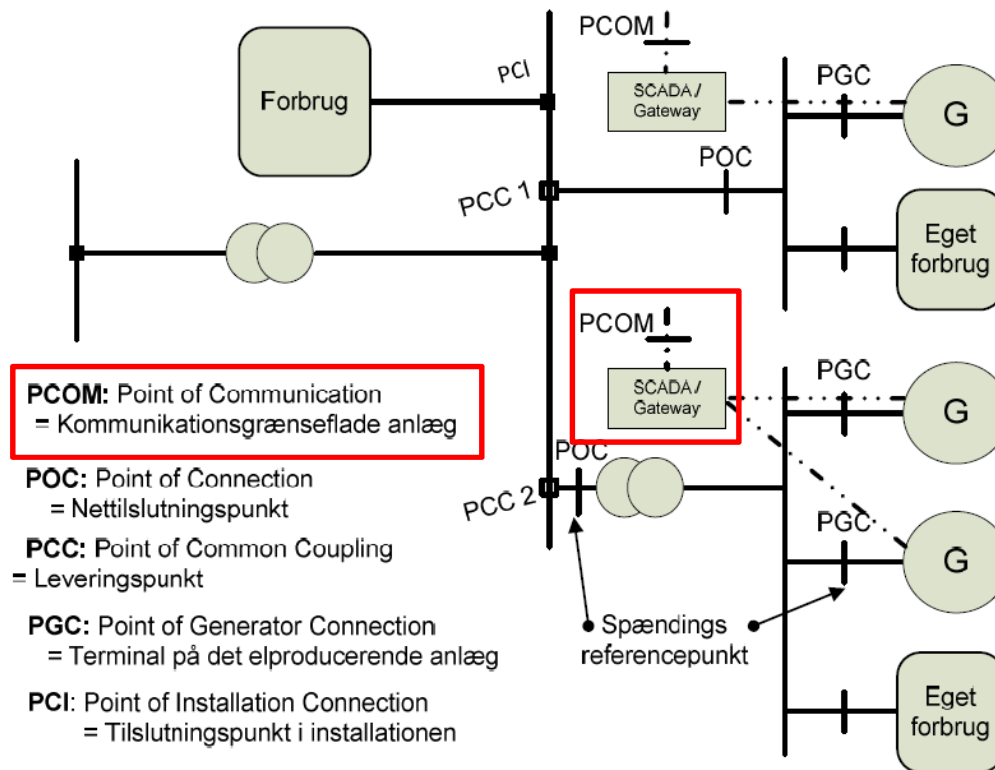 PCOM
Forbrug
PCI
SCADA /
Gateway
PGC
G
POC
PCC 1
Eget
forbrug
PCOM
SCADA /
Gateway
PGC
G
PCOM: Point of Communication
= Kommunikationsgrænseflade anlæg
POC
POC: Point of Connection
= Nettilslutningspunkt
PCC 2
PGC
G
PCC: Point of Common Coupling
= Leveringspunkt
Spændings
referencepunkt
PGC: Point of Generator Connection
= Terminal på det elproducerende anlæg
PCI: Point of Installation Connection
= Tilslutningspunkt i installationen
Eget
forbrug